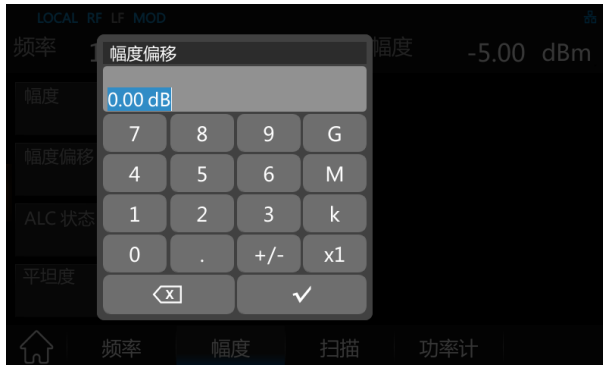 LOCAL RF LF MOD
频率 1
幅度 -5.00 dBm
幅度偏移
0.00 dB
幅度
幅度偏移
ALC 状态
平坦度
7 8 9 G
4 5 6 M
1 2 3 k
0 . +/- x1
频率 幅度 扫描 功率计